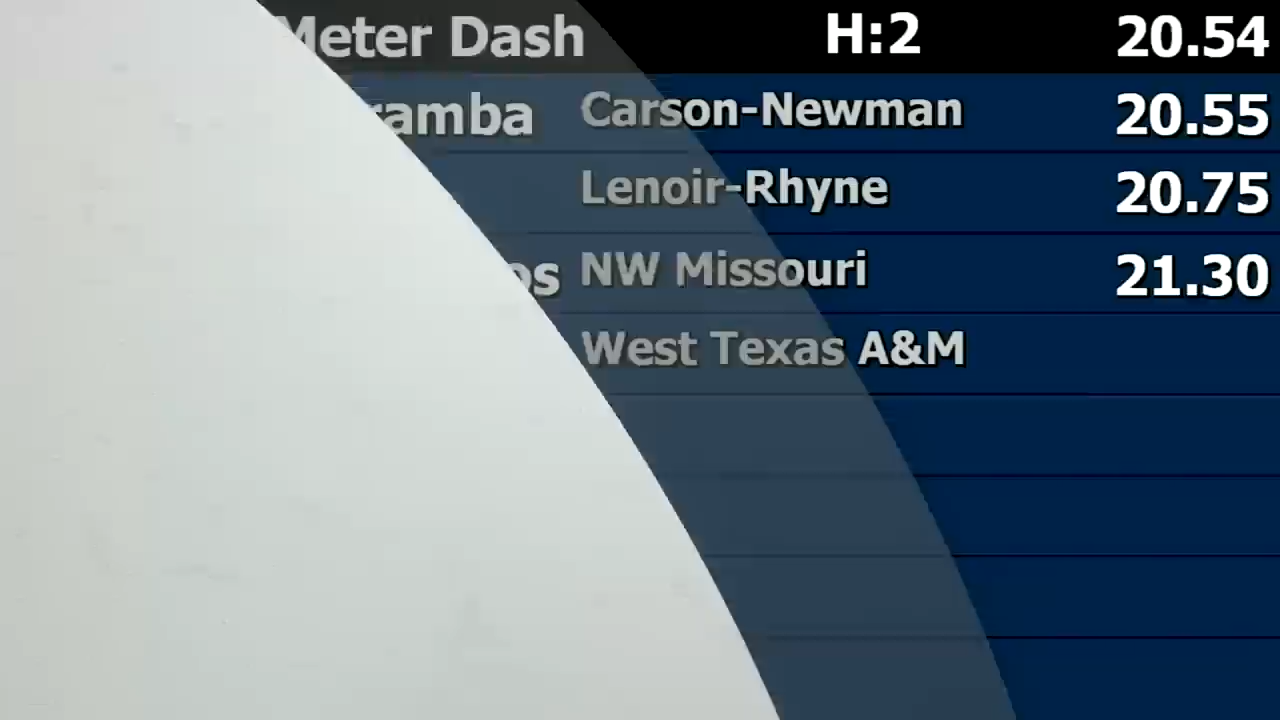 Meter Dash H:2 20.54
Carson-Newman 20.55
Lenoir-Rhyne 20.75
NW Missouri 21.30
West Texas A&M